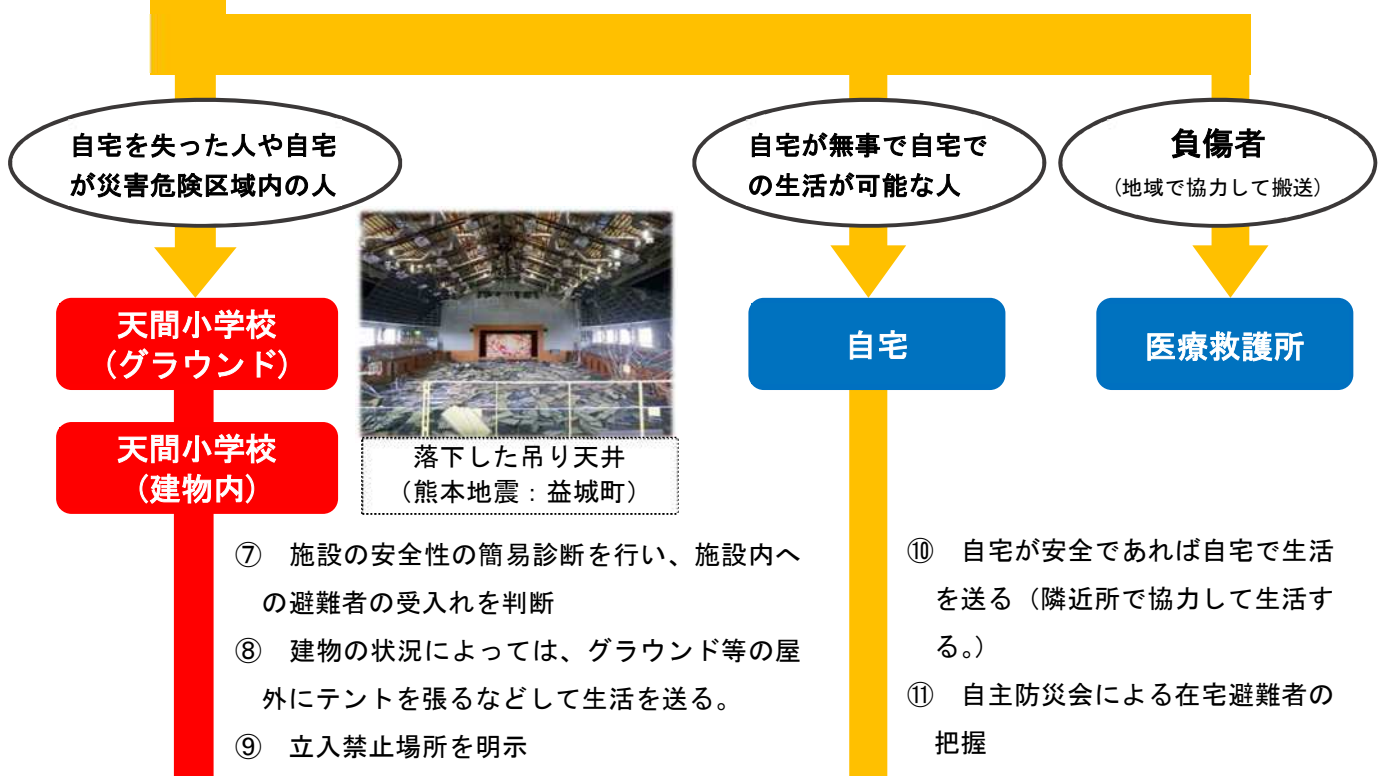 自宅を失った人や自宅
が災害危険区域内の人
自宅が無事で自宅で
の生活が可能な人
負傷者
（地域で協力して搬送）
天間小学校
（グラウンド）
自宅
医療救護所
天間小学校
（建物内）
落下した吊り天井
（熊本地震：益城町）
⑦　施設の安全性の簡易診断を行い、施設内へ
の避難者の受入れを判断
⑧　建物の状況によっては、グラウンド等の屋
外にテントを張るなどして生活を送る。
⑨　立入禁止場所を明示
⑩　自宅が安全であれば自宅で生活
を送る（隣近所で協力して生活す
る。）
⑪　自主防災会による在宅避難者の
把握